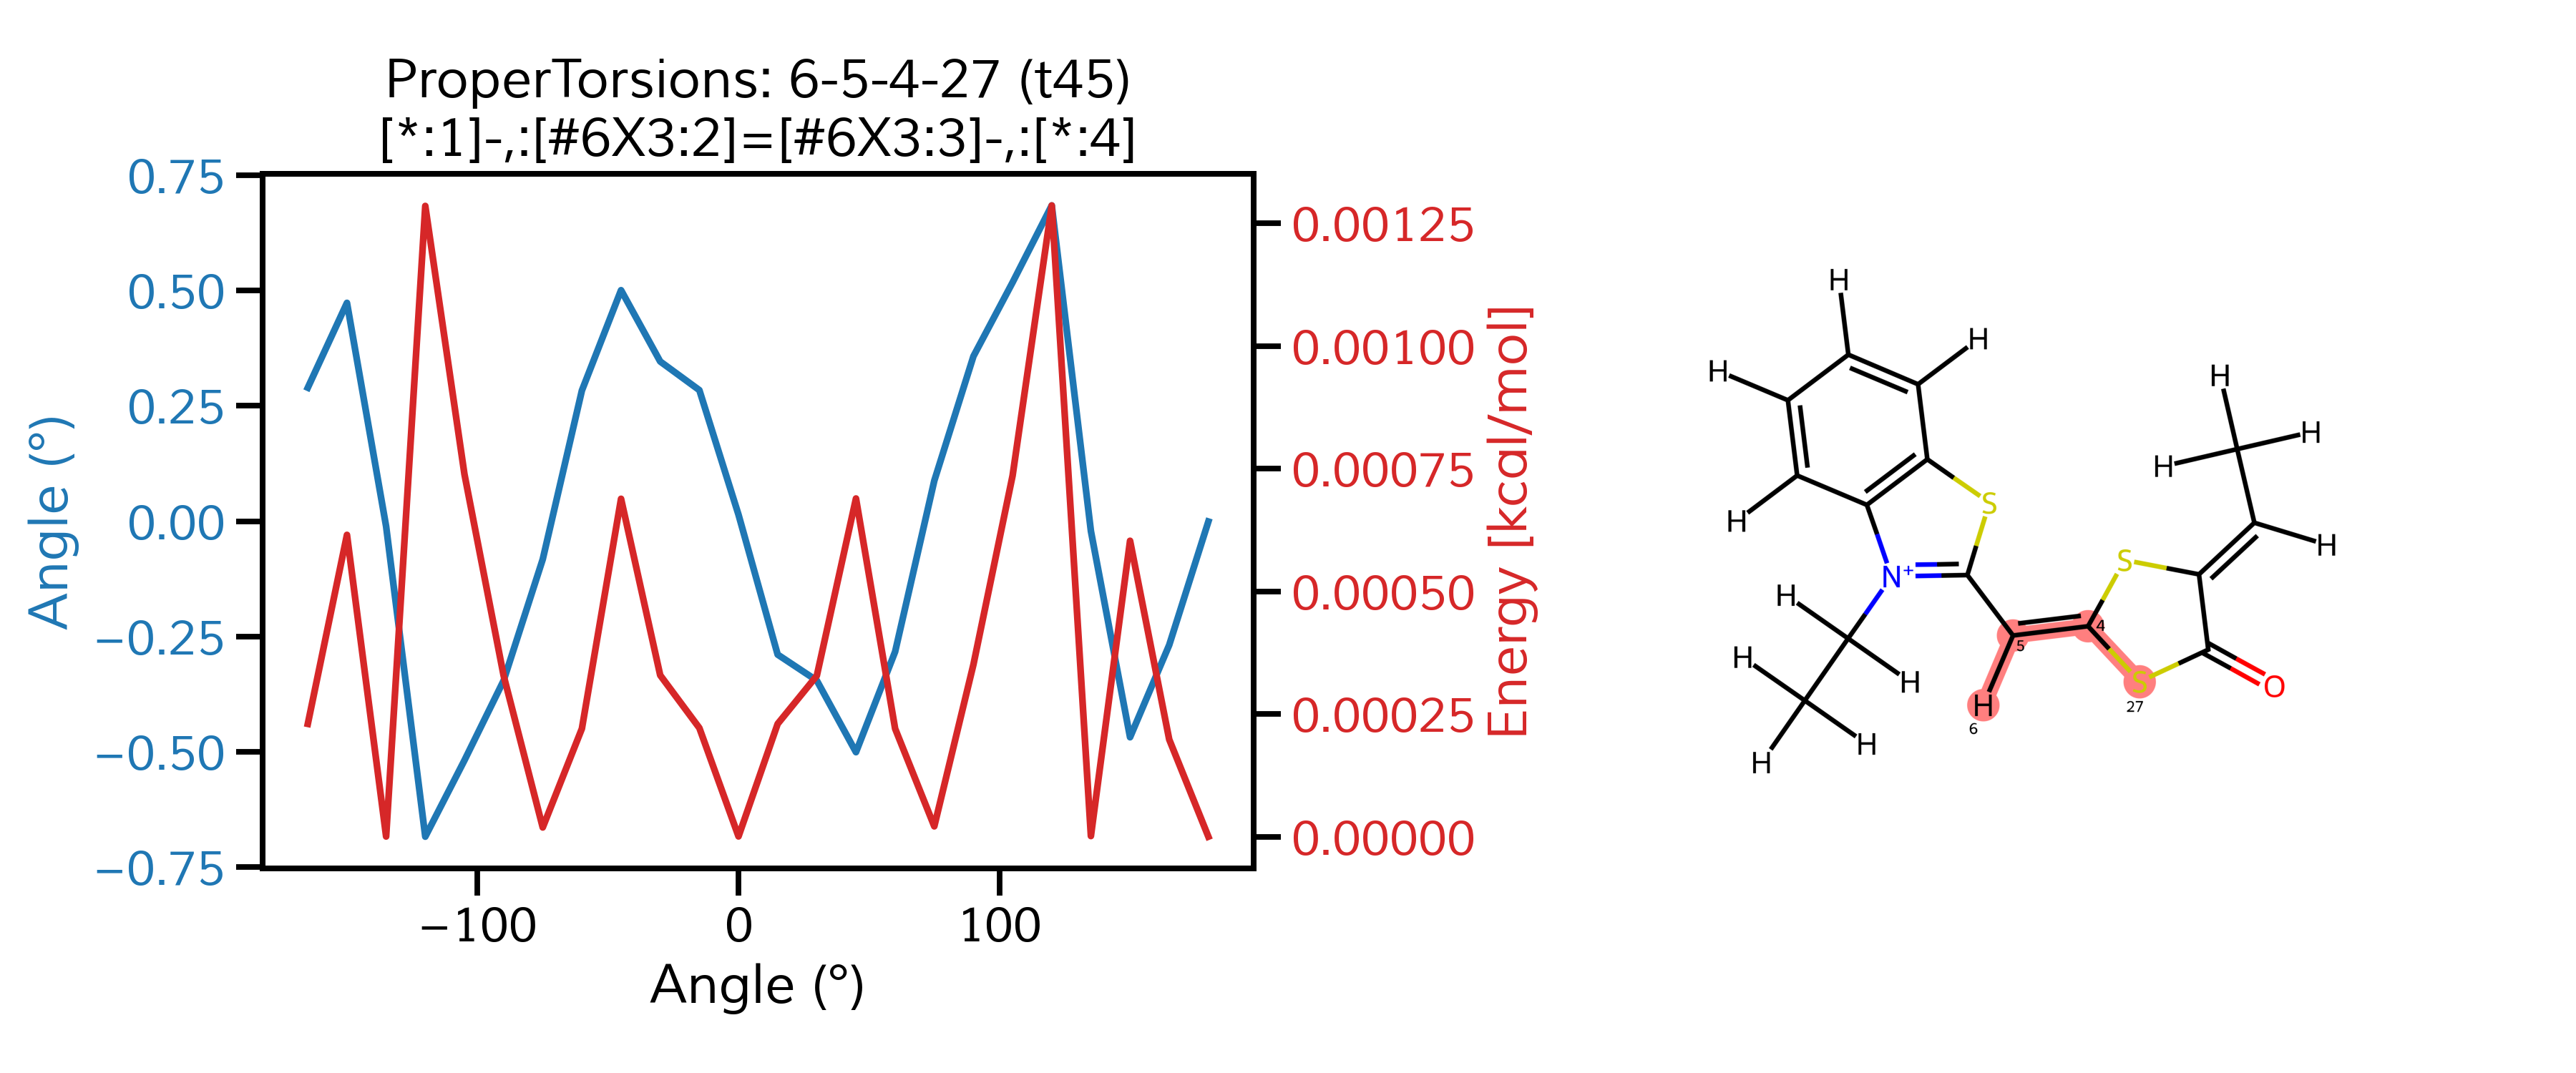 ProperTorsions: 6-5-4-27 (t45)
[*:1]-,:[#6X3:2]=[#6X3:3]-,:[*:4]
0.75
0.50
0.25
0.00
−0.25
−0.50
−0.75
Angle (°)
−100
0
100
Angle (°)
0.00125
0.00100
0.00075
0.00050
0.00025
0.00000
Energy [kcal/mol]
H
H
H
H
H
H
H
S
H
H
S
N⁺
H
4
5
H
H
S
27
O
H
6
H
H